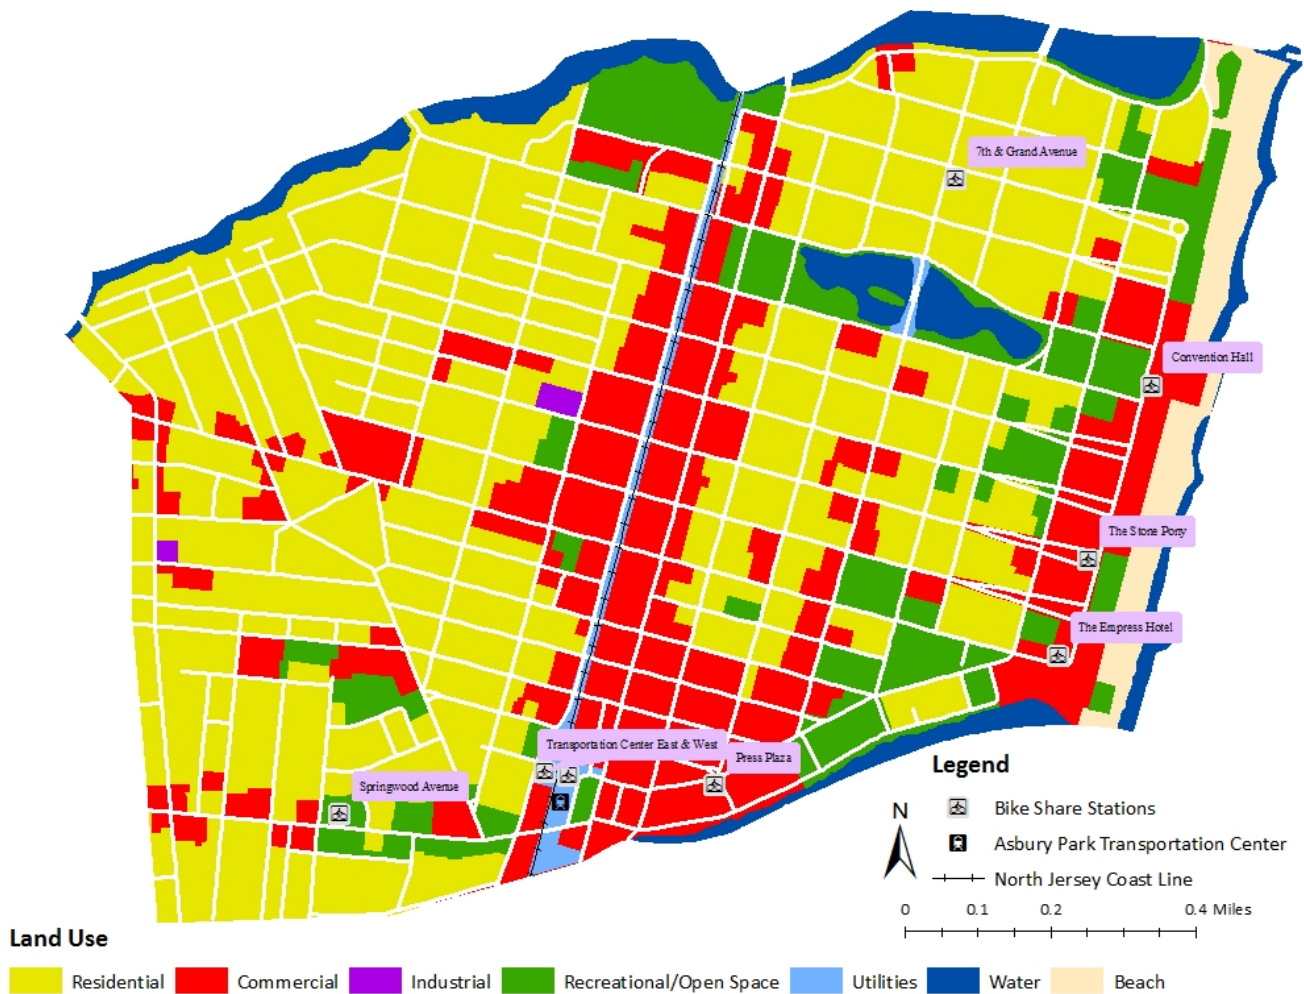 7th & Grand Avenue
Convention Hall
The Stone Pony
The Empress Hotel
Transportation Center East & West
Press Plaza
Springwood Avenue
Legend
Bike Share Stations
Asbury Park Transportation Center
North Jersey Coast Line
N
0 0.1 0.2 0.4 Miles
Land Use
Residential Commercial Industrial Recreational/Open Space Utilities Water Beach